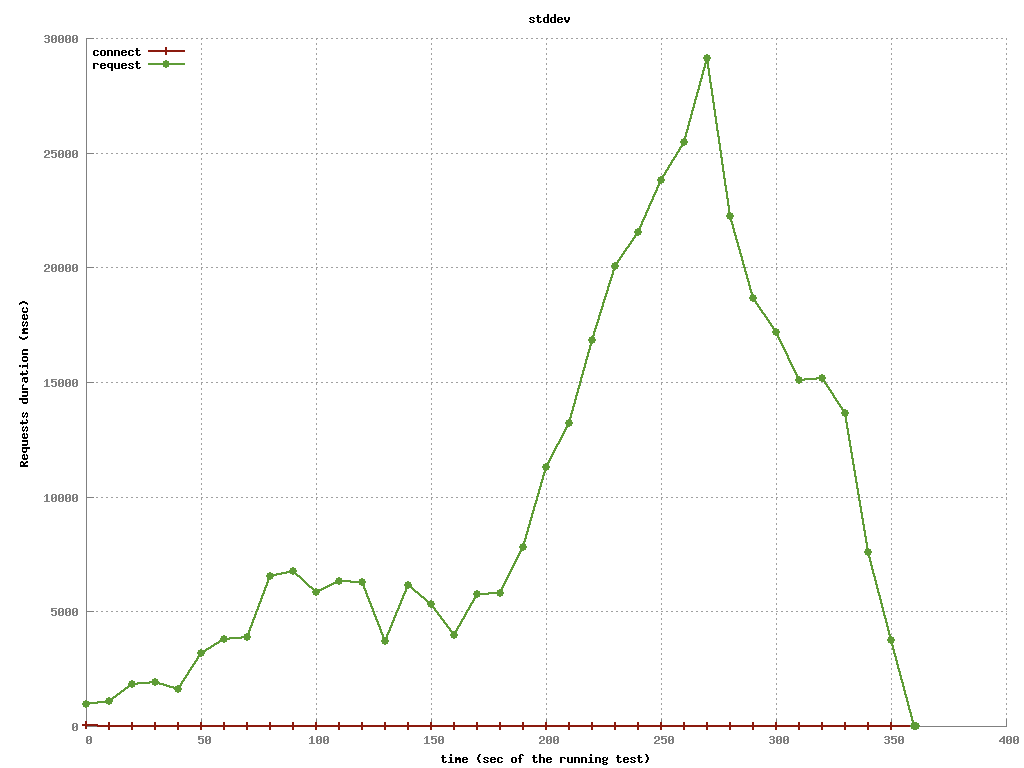 stddev
connect
request
30000
25000
20000
15000
10000
5000
0
Requests duration (msec)
0 50 100 150 200 250 300 350 400
time (sec of the running test)